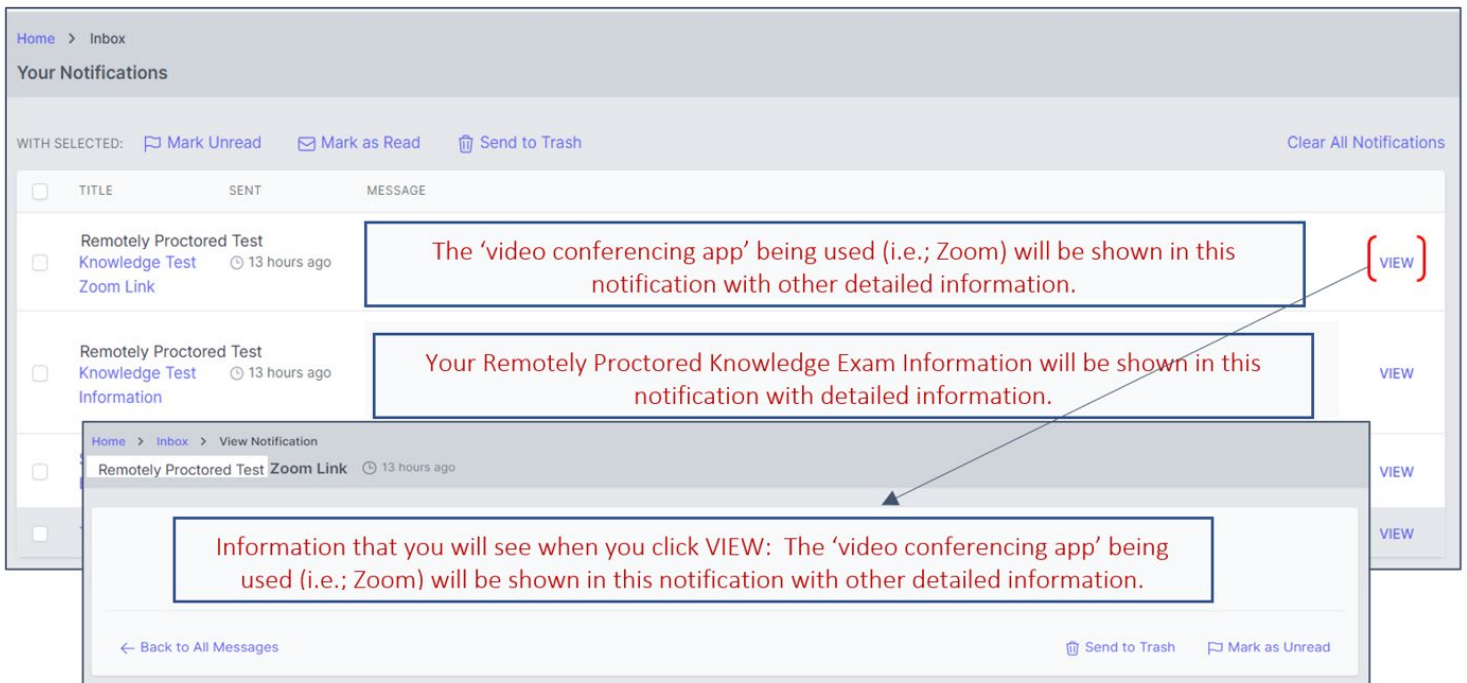 Home > Inbox
Your Notifications
WITH SELECTED: Mark Unread Mark as Read Send to Trash Clear All Notifications
TITLE SENT MESSAGE
Remotely Proctored Test
Knowledge Test 13 hours ago
Zoom Link
The ‘video conferencing app’ being used (i.e.; Zoom) will be shown in this
notification with other detailed information.
VIEW
Remotely Proctored Test
Knowledge Test 13 hours ago
Information
Your Remotely Proctored Knowledge Exam Information will be shown in this
notification with detailed information.
VIEW
VIEW
VIEW
Home > Inbox > View Notification
Remotely Proctored Test Zoom Link 13 hours ago
Information that you will see when you click VIEW: The ‘video conferencing app’ being
used (i.e.; Zoom) will be shown in this notification with other detailed information.
← Back to All Messages Send to Trash Mark as Unread